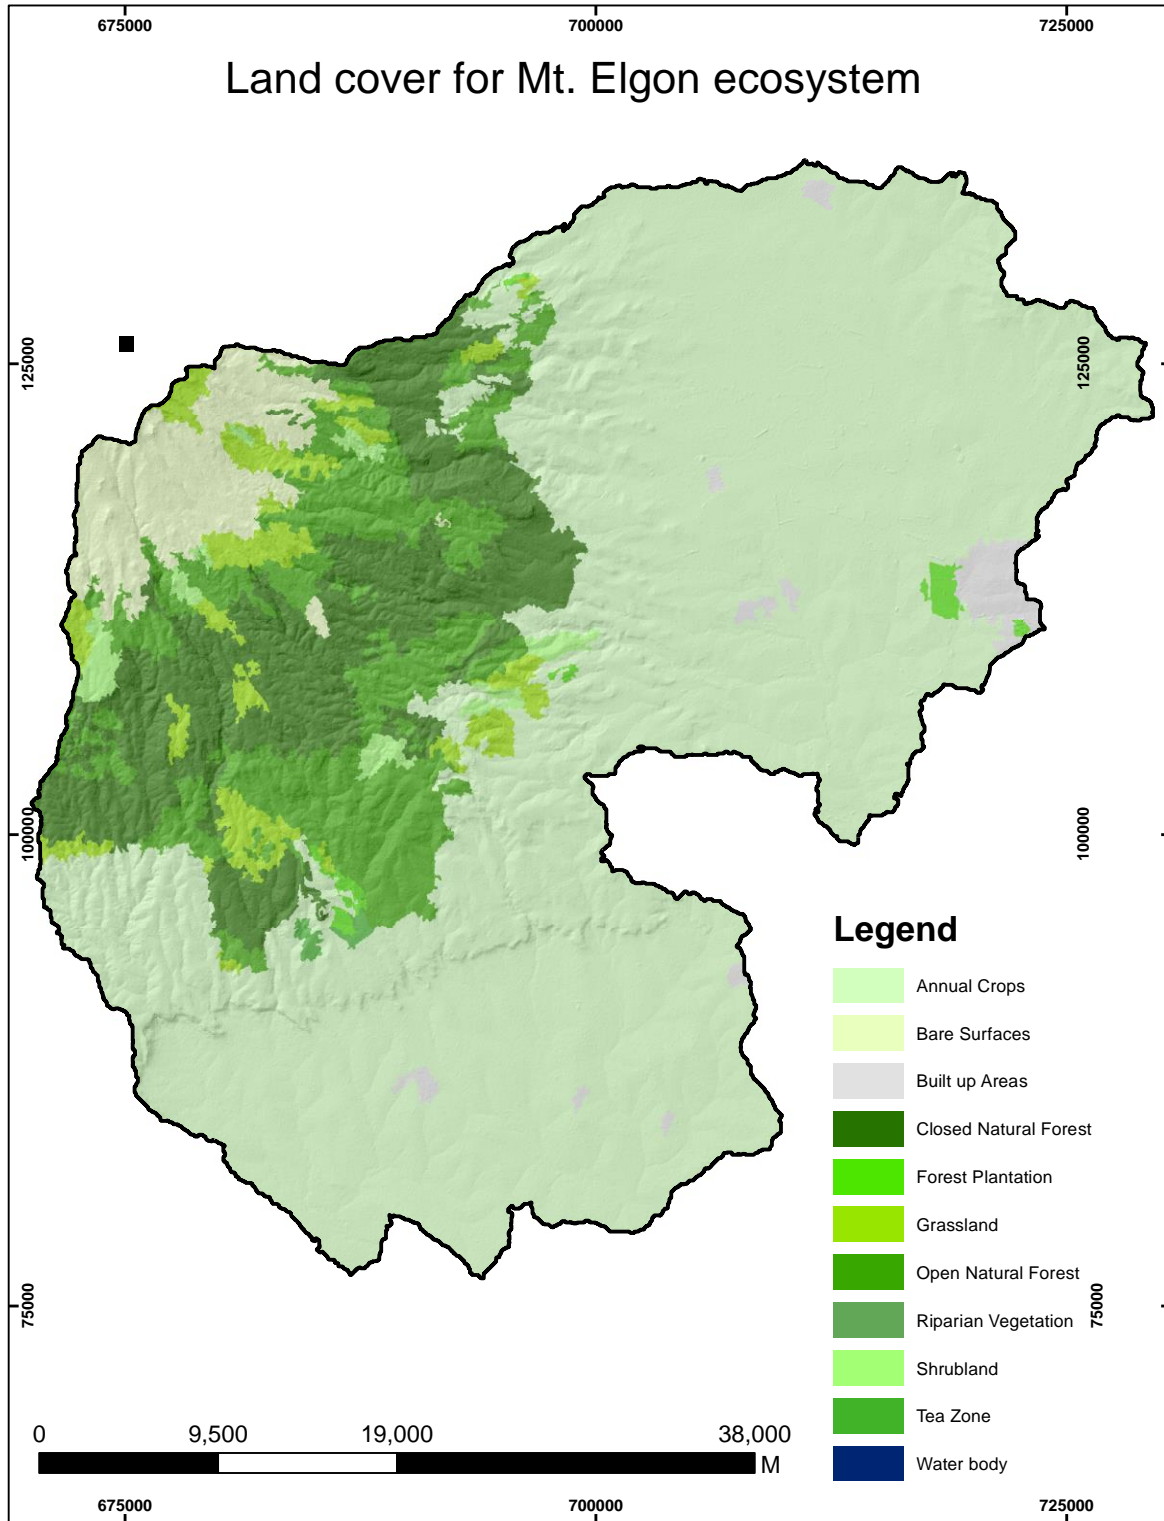 675000
700000
725000
Land cover for Mt. Elgon ecosystem
125000
125000
100000
100000
Legend
Annual Crops
Bare Surfaces
Built up Areas
Closed Natural Forest
Forest Plantation
Grassland
Open Natural Forest
75000
75000
Riparian Vegetation
Shrubland
Tea Zone
Water body
0
9,500
19,000
38,000
M
675000
700000
725000